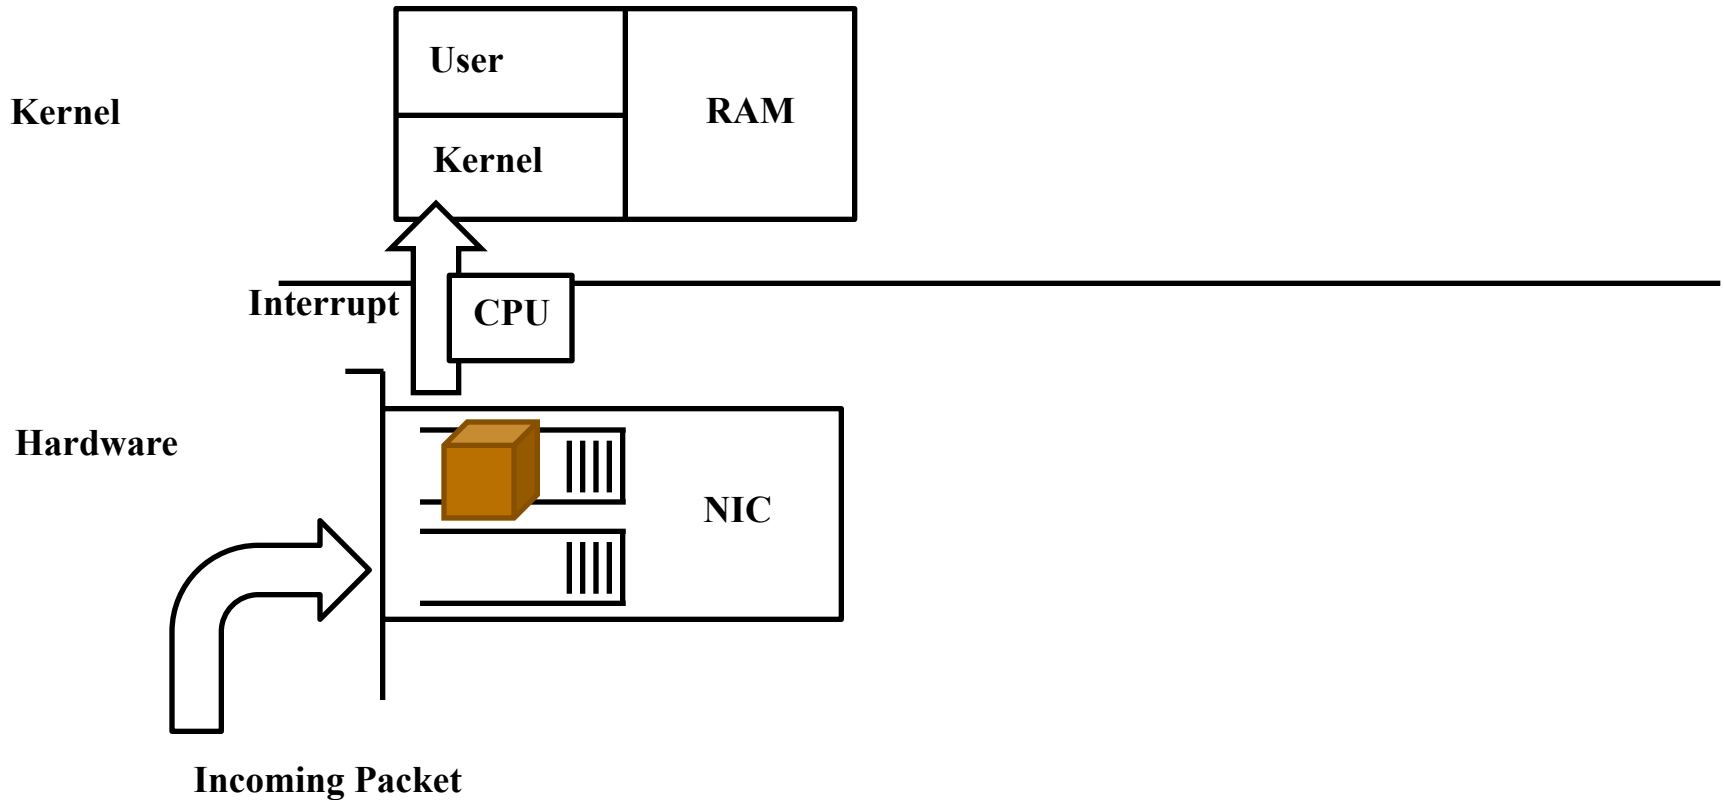 User
Kernel
RAM
Kernel
Interrupt
CPU
Hardware
NIC
Incoming Packet